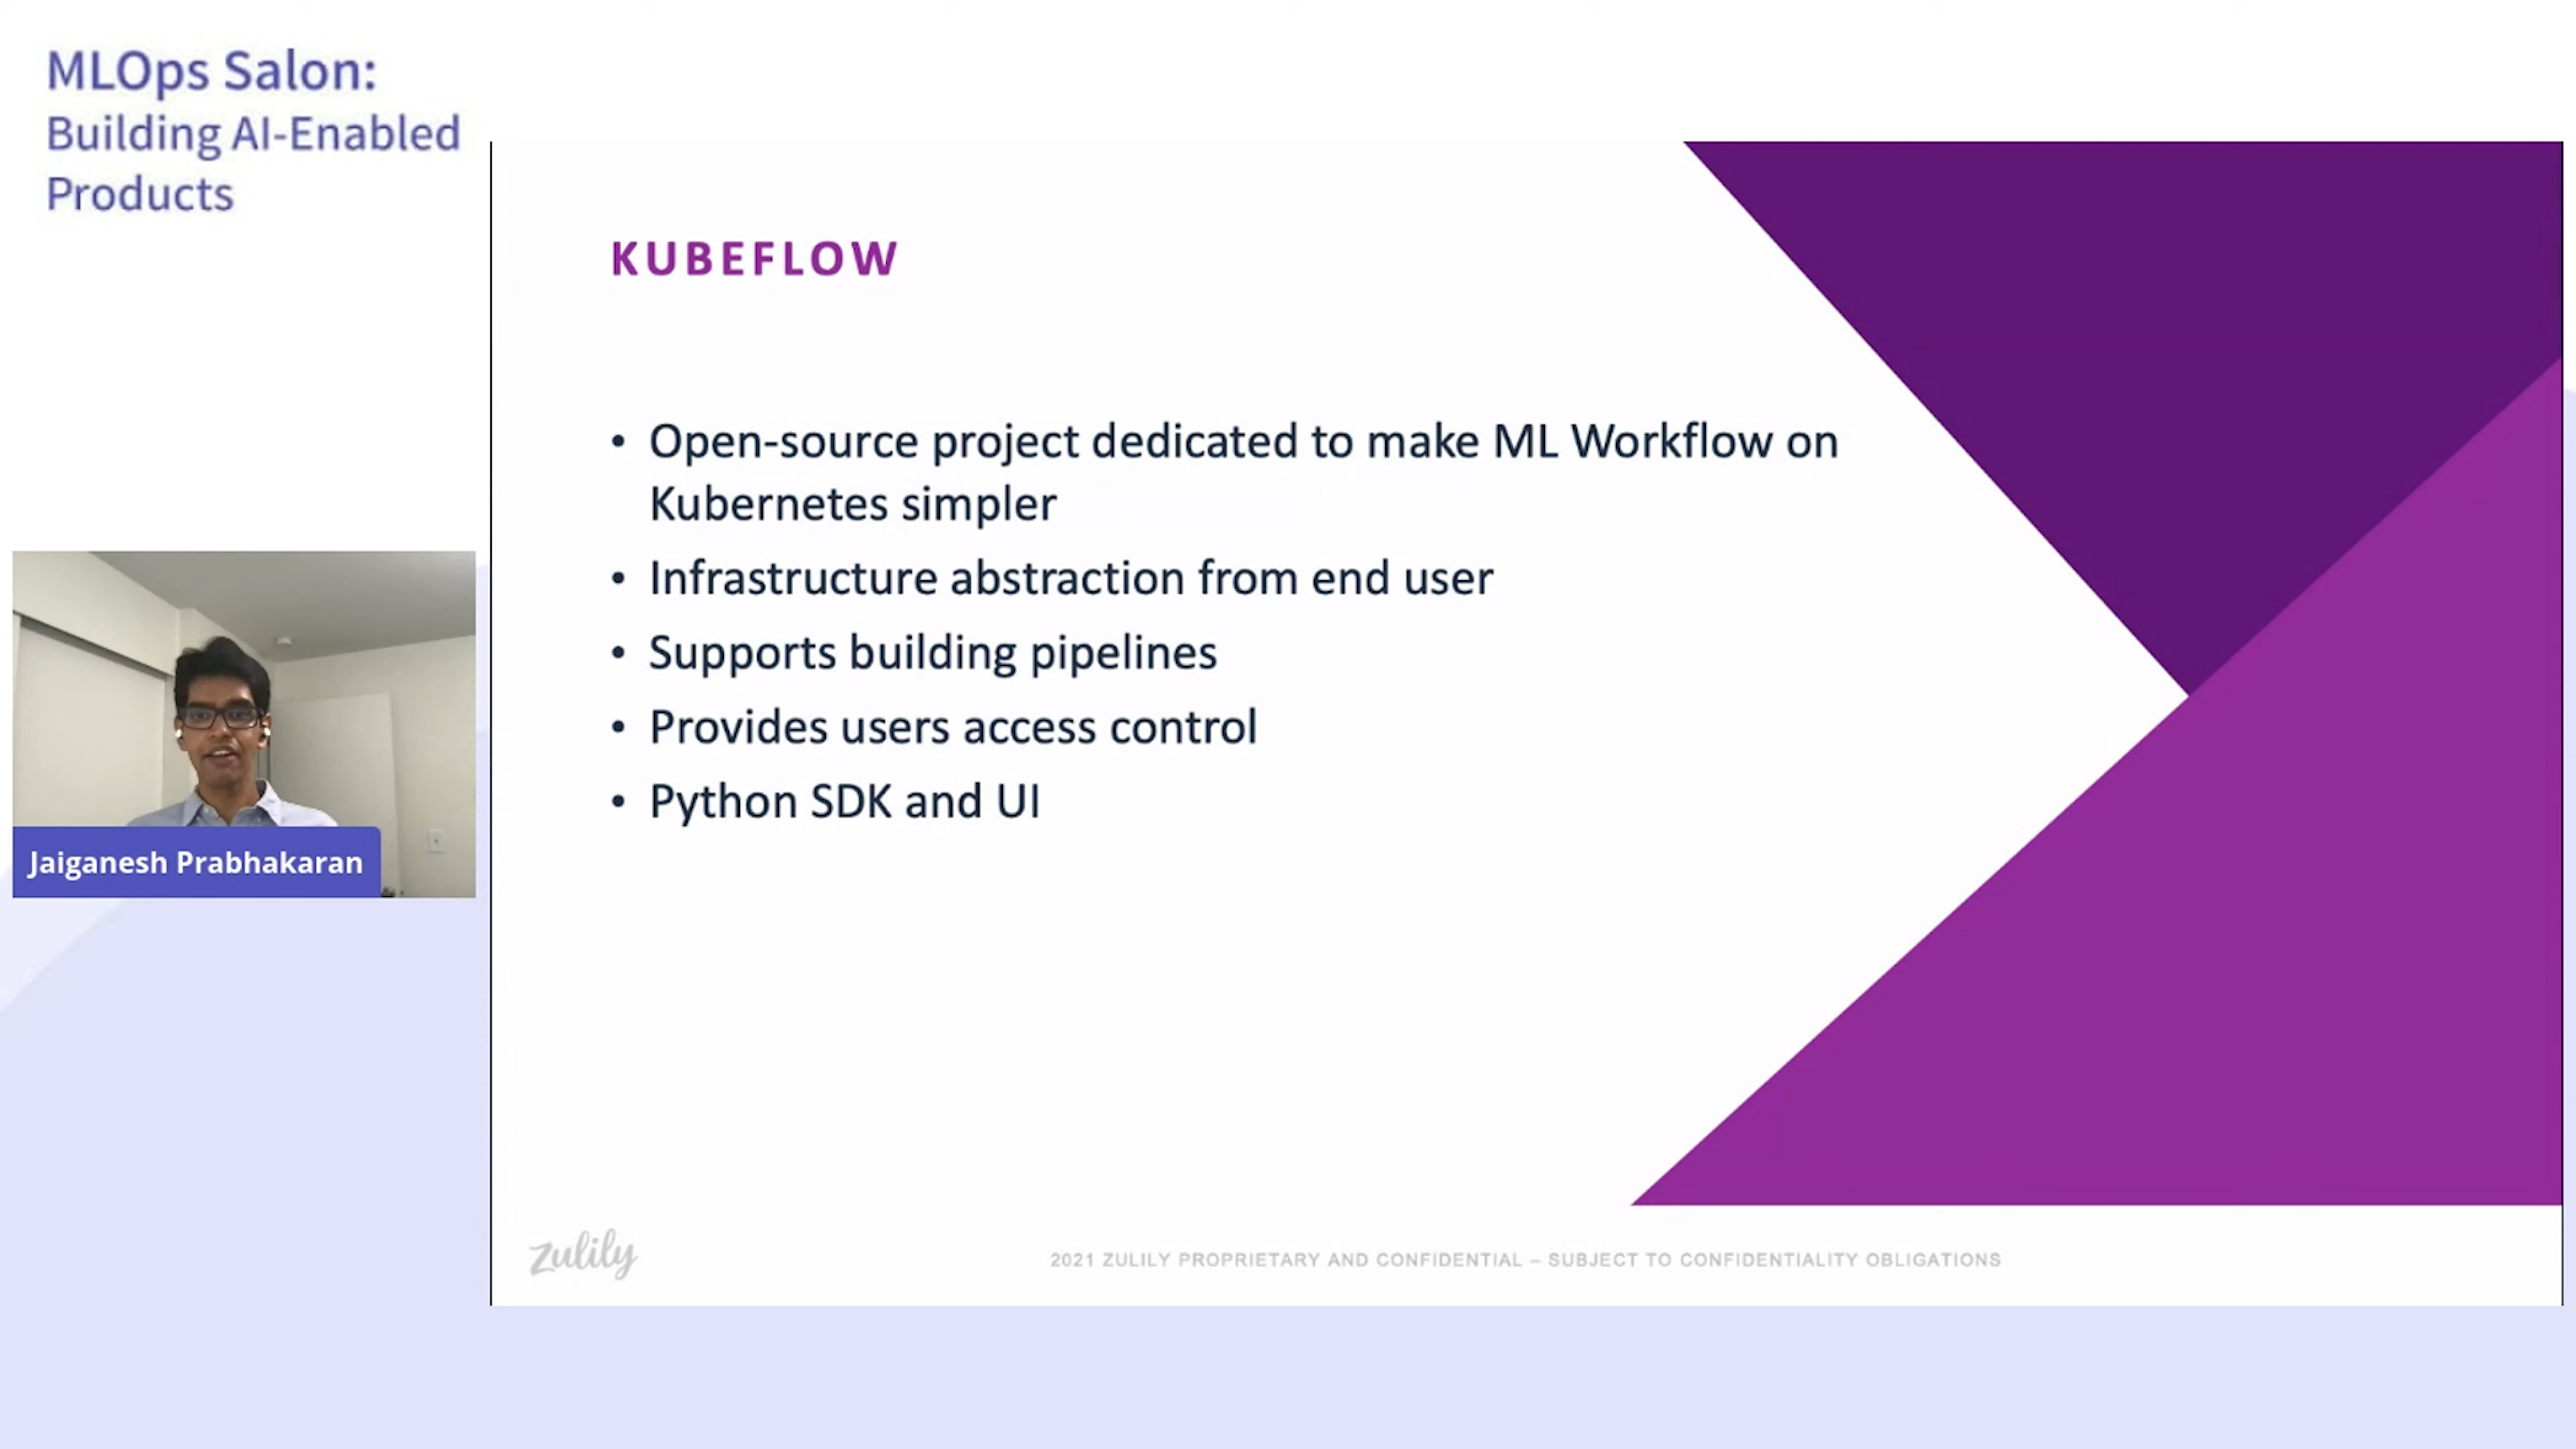 MLOps Salon:
Building AI-Enabled
Products
KUBEFLOW
• Open-source project dedicated to make ML Workflow on
Kubernetes simpler
• Infrastructure abstraction from end user
• Supports building pipelines
• Provides users access control
• Python SDK and UI
Jaiganesh Prabhakaran
zulily
2021 ZULILY PROPRIETARY AND CONFIDENTIAL – SUBJECT TO CONFIDENTIALITY OBLIGATIONS